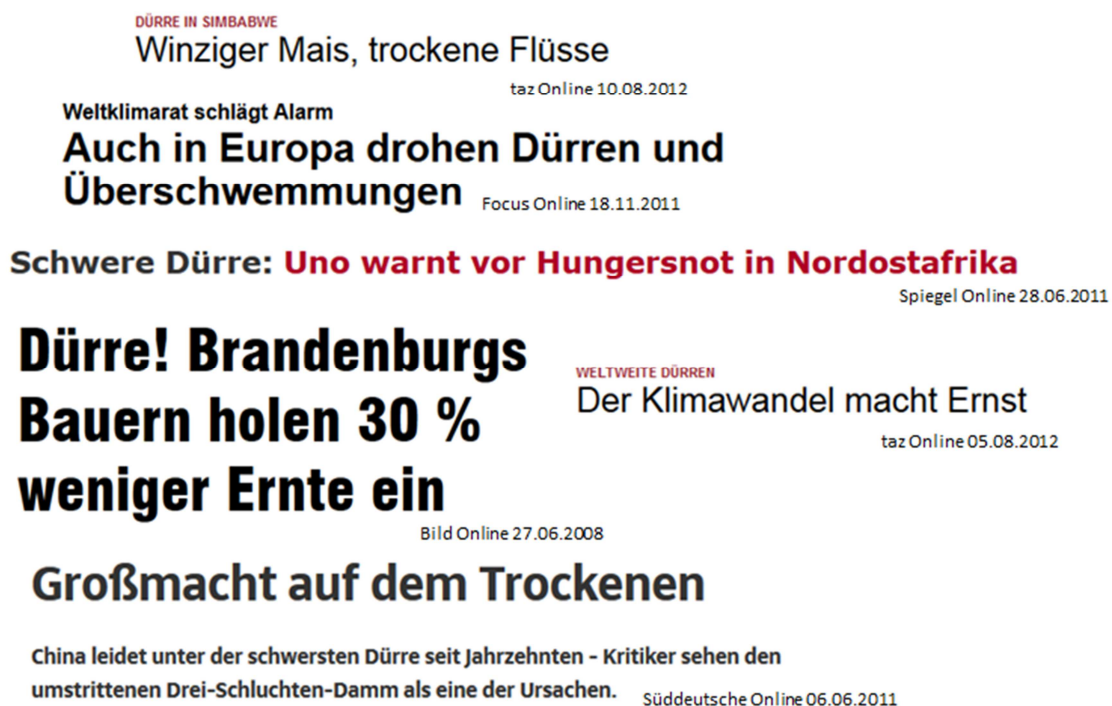 DÜRRE IN SIMBABWE
Winziger Mais, trockene Flüsse
taz Online 10.08.2012
Weltklimarat schlägt Alarm
Auch in Europa drohen Dürren und
Überschwemmungen
Focus Online 18.11.2011
Schwere Dürre: Uno warnt vor Hungersnot in Nordostafrika
Spiegel Online 28.06.2011
Dürre! Brandenburgs
Bauern holen 30 %
weniger Ernte ein
Bild Online 27.06.2008
WELTWEITE DÜRREN
Der Klimawandel macht Ernst
taz Online 05.08.2012
Großmacht auf dem Trockenen
China leidet unter der schwersten Dürre seit Jahrzehnten – Kritiker sehen den
umstrittenen Drei-Schluchten-Damm als eine der Ursachen.
Süddeutsche Online 06.06.2011